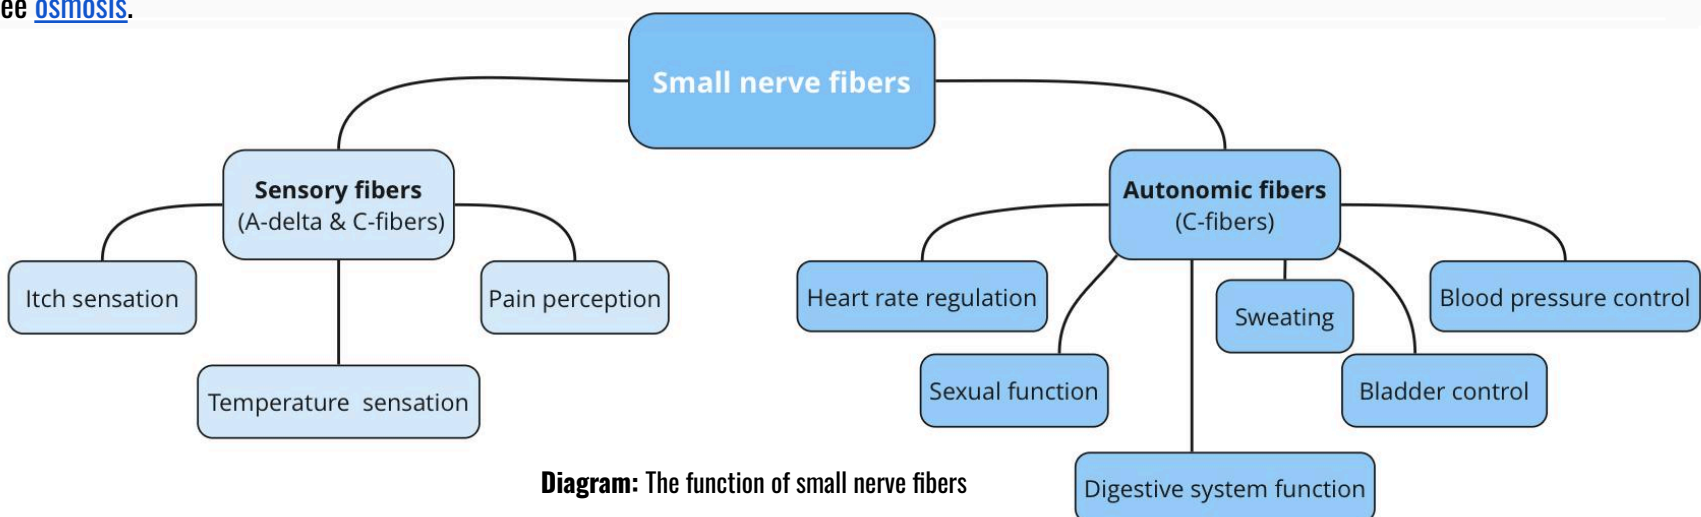 ee osmosis.
Small nerve fibers
Sensory fibers
(A-delta & C-fibers)
Itch sensation
Temperature sensation
Pain perception
Autonomic fibers
(C-fibers)
Heart rate regulation
Sexual function
Digestive system function
Sweating
Bladder control
Blood pressure control
Diagram: The function of small nerve fibers